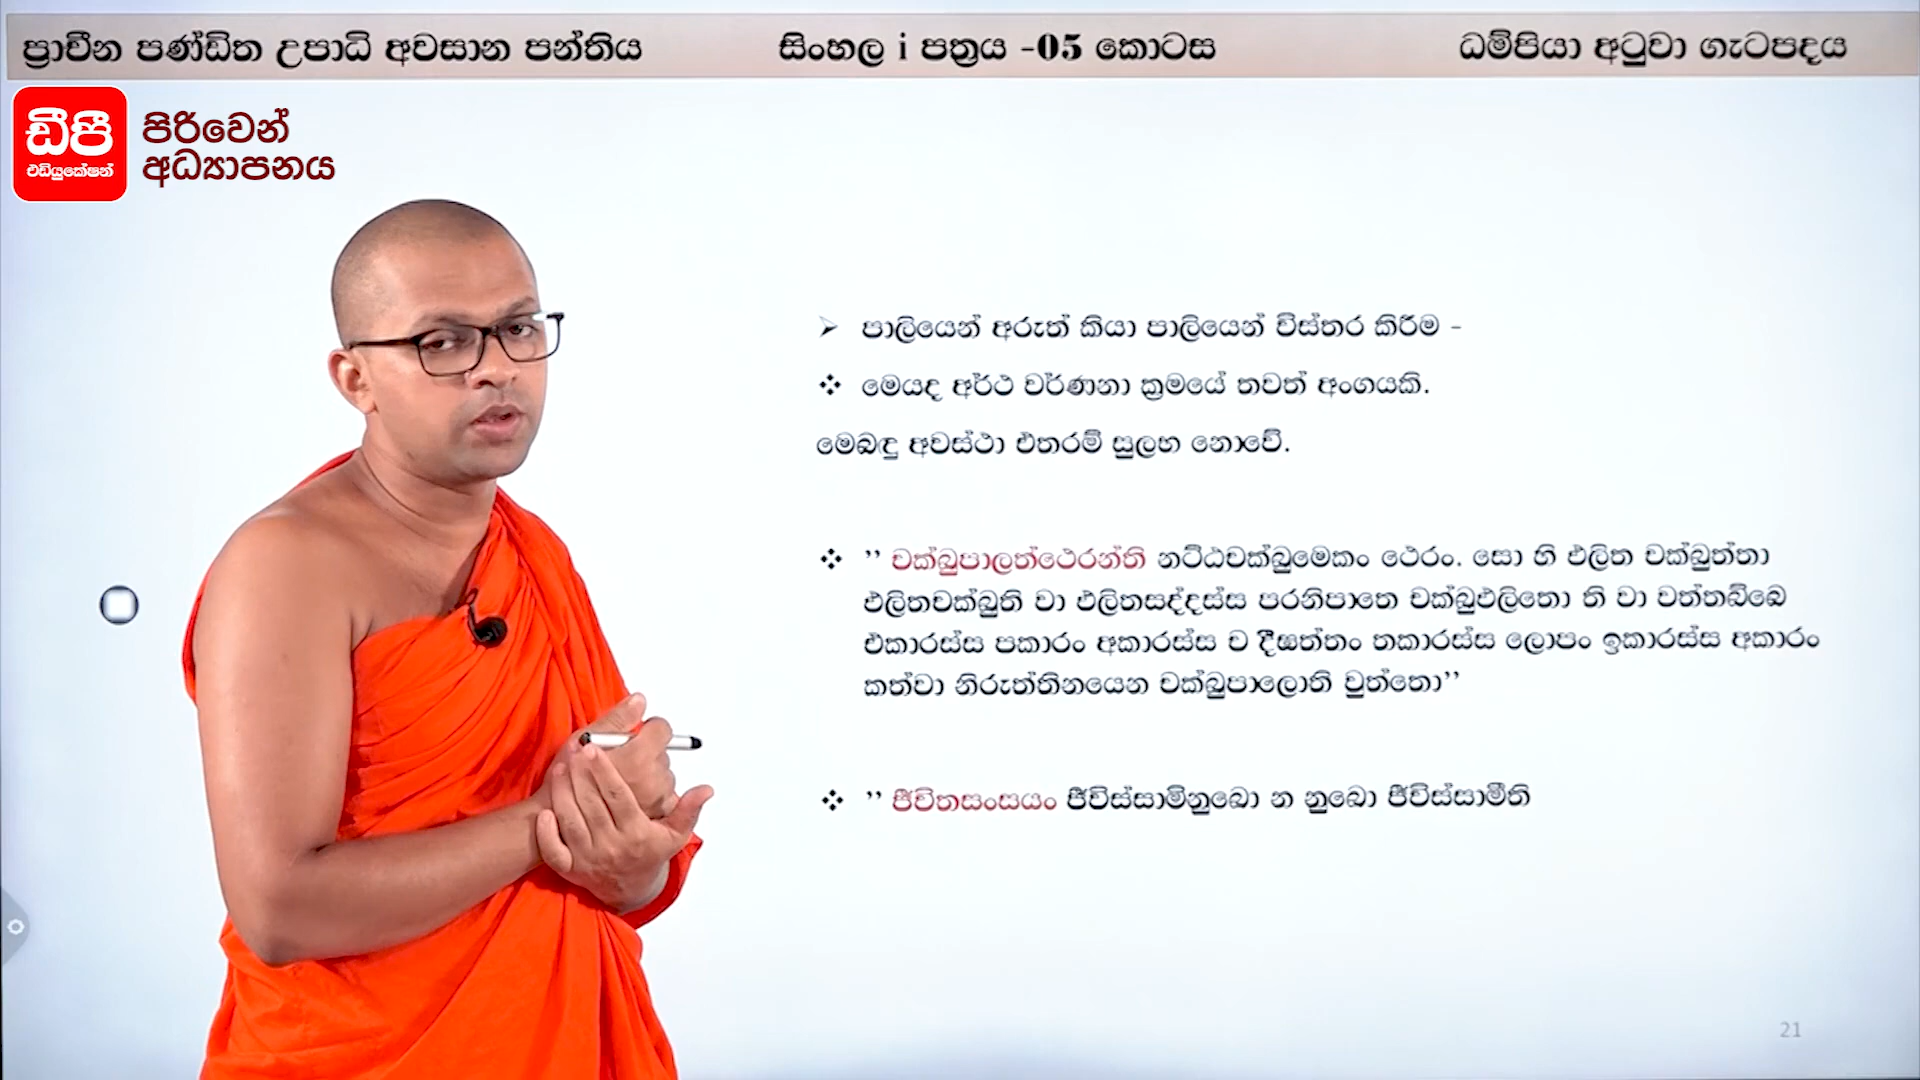 ප්‍රාචීන පණ්ඩිත උපාධි අවසාන පන්තිය
සිංහල i පත්‍රය -05 කොටස
ධම්පියා අටුවා ගැටපදය
ඩීපී
එඩියුකේෂන්
පිරිවෙන්
අධ්‍යාපනය
➢ පාලියෙන් අරුත් කියා පාලියෙන් විස්තර කිරීම -
❖ මෙයද අර්ථ වර්ණනා ක්‍රමයේ තවත් අංගයකි.
මෙබඳු අවස්ථා එතරම් සුලභ නොවේ.
❖ ’’ චක්ඛුපාලත්ථෙරන්ති නට්ඨචක්ඛුමෙකං ථෙරං. සො හි ඵලිත චක්ඛුත්තා
ඵලිතචක්ඛුති වා ඵලිතසද්දස්ස පරනිපාතෙ චක්ඛුඵලිතො ති වා වත්තබ්බෙ
එකාරස්ස පකාරං අකාරස්ස ච දීඝත්තං තකාරස්ස ලොපං ඉකාරස්ස අකාරං
කත්වා නිරුත්තිනයෙන චක්ඛුපාලොති වුත්තො’’
❖ ’’ ජීවිතසංසයං ජීවිස්සාමිනුඛො න නුඛො ජීවිස්සාමීති
21